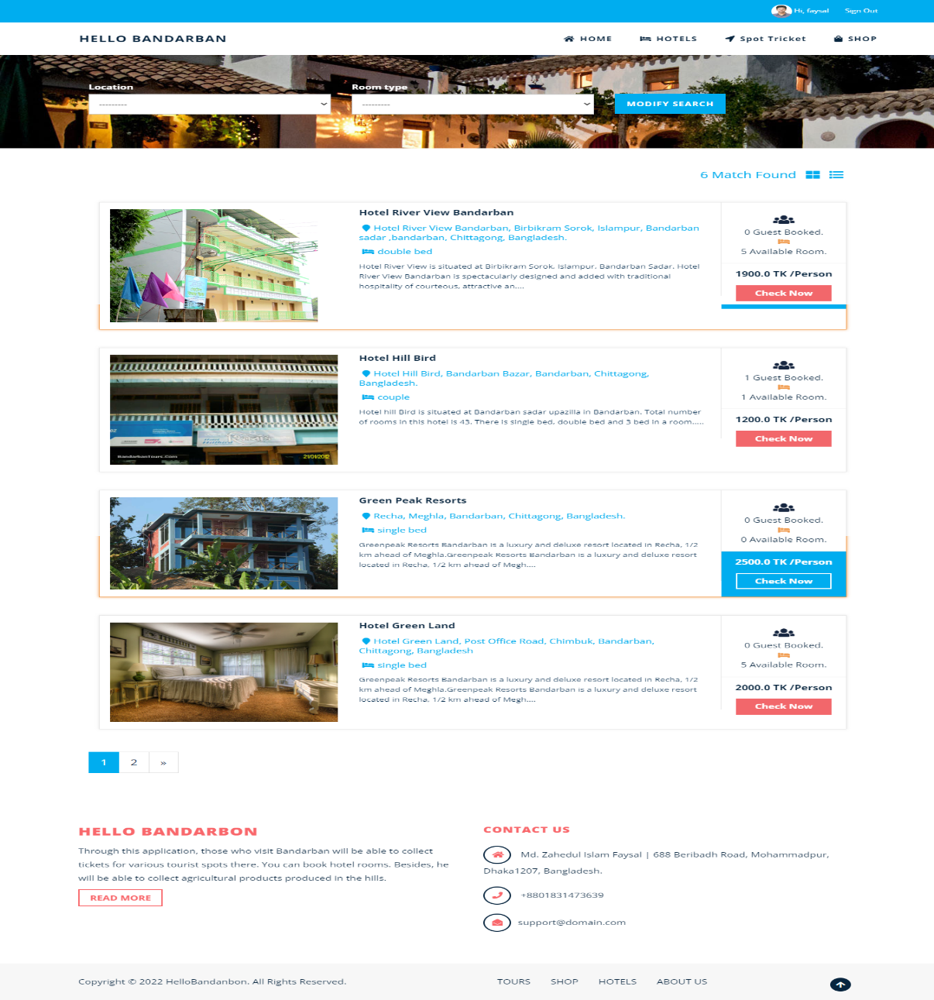 Hi, faysal Sign Out
HELLO BANDARBAN HOME HOTELS Spot Tricket SHOP
Location Room type
--------- --------- MODIFY SEARCH
6 Match Found
Hotel River View Bandarban
Hotel River View Bandarban, Birbikram Sorok, Islampur, Bandarban
sadar ,bandarban, Chittagong, Bangladesh.
double bed
Hotel River View is situated at Birbikram Sorok, Islampur, Bandarban Sadar. Hotel
River View Bandarban is spectacularly designed and added with traditional
hospitality of courteous, attractive an....
0 Guest Booked.
5 Available Room.
1900.0 TK /Person
Check Now
Hotel Hill Bird
Hotel Hill Bird, Bandarban Bazar, Bandarban, Chittagong,
Bangladesh.
couple
Hotel hill Bird is situated at Bandarban sadar upazilla in Bandarban. Total number
of rooms in this hotel is 43. There is single bed, double bed and 3 bed in a room.....
BandarbanTours.Com 21/01/2012
1 Guest Booked.
1 Available Room.
1200.0 TK /Person
Check Now
Green Peak Resorts
Recha, Meghla, Bandarban, Chittagong, Bangladesh.
single bed
Greenpeak Resorts Bandarban is a luxury and deluxe resort located in Recha, 1/2
km ahead of Meghla.Greenpeak Resorts Bandarban is a luxury and deluxe resort
located in Recha, 1/2 km ahead of Megh....
0 Guest Booked.
0 Available Room.
2500.0 TK /Person
Check Now
Hotel Green Land
Hotel Green Land, Post Office Road, Chimbuk, Bandarban,
Chittagong, Bangladesh
single bed
Greenpeak Resorts Bandarban is a luxury and deluxe resort located in Recha, 1/2
km ahead of Meghla.Greenpeak Resorts Bandarban is a luxury and deluxe resort
located in Recha, 1/2 km ahead of Megh....
0 Guest Booked.
5 Available Room.
2000.0 TK /Person
Check Now
1 2 »
HELLO BANDARBON
Through this application, those who visit Bandarban will be able to collect
tickets for various tourist spots there. You can book hotel rooms. Besides, he
will be able to collect agricultural products produced in the hills.
READ MORE
CONTACT US
Md. Zahedul Islam Faysal | 688 Beribadh Road, Mohammadpur,
Dhaka1207, Bangladesh.
+8801831473639
support@domain.com
Copyright © 2022 HelloBandanbon. All Rights Reserved. TOURS SHOP HOTELS ABOUT US